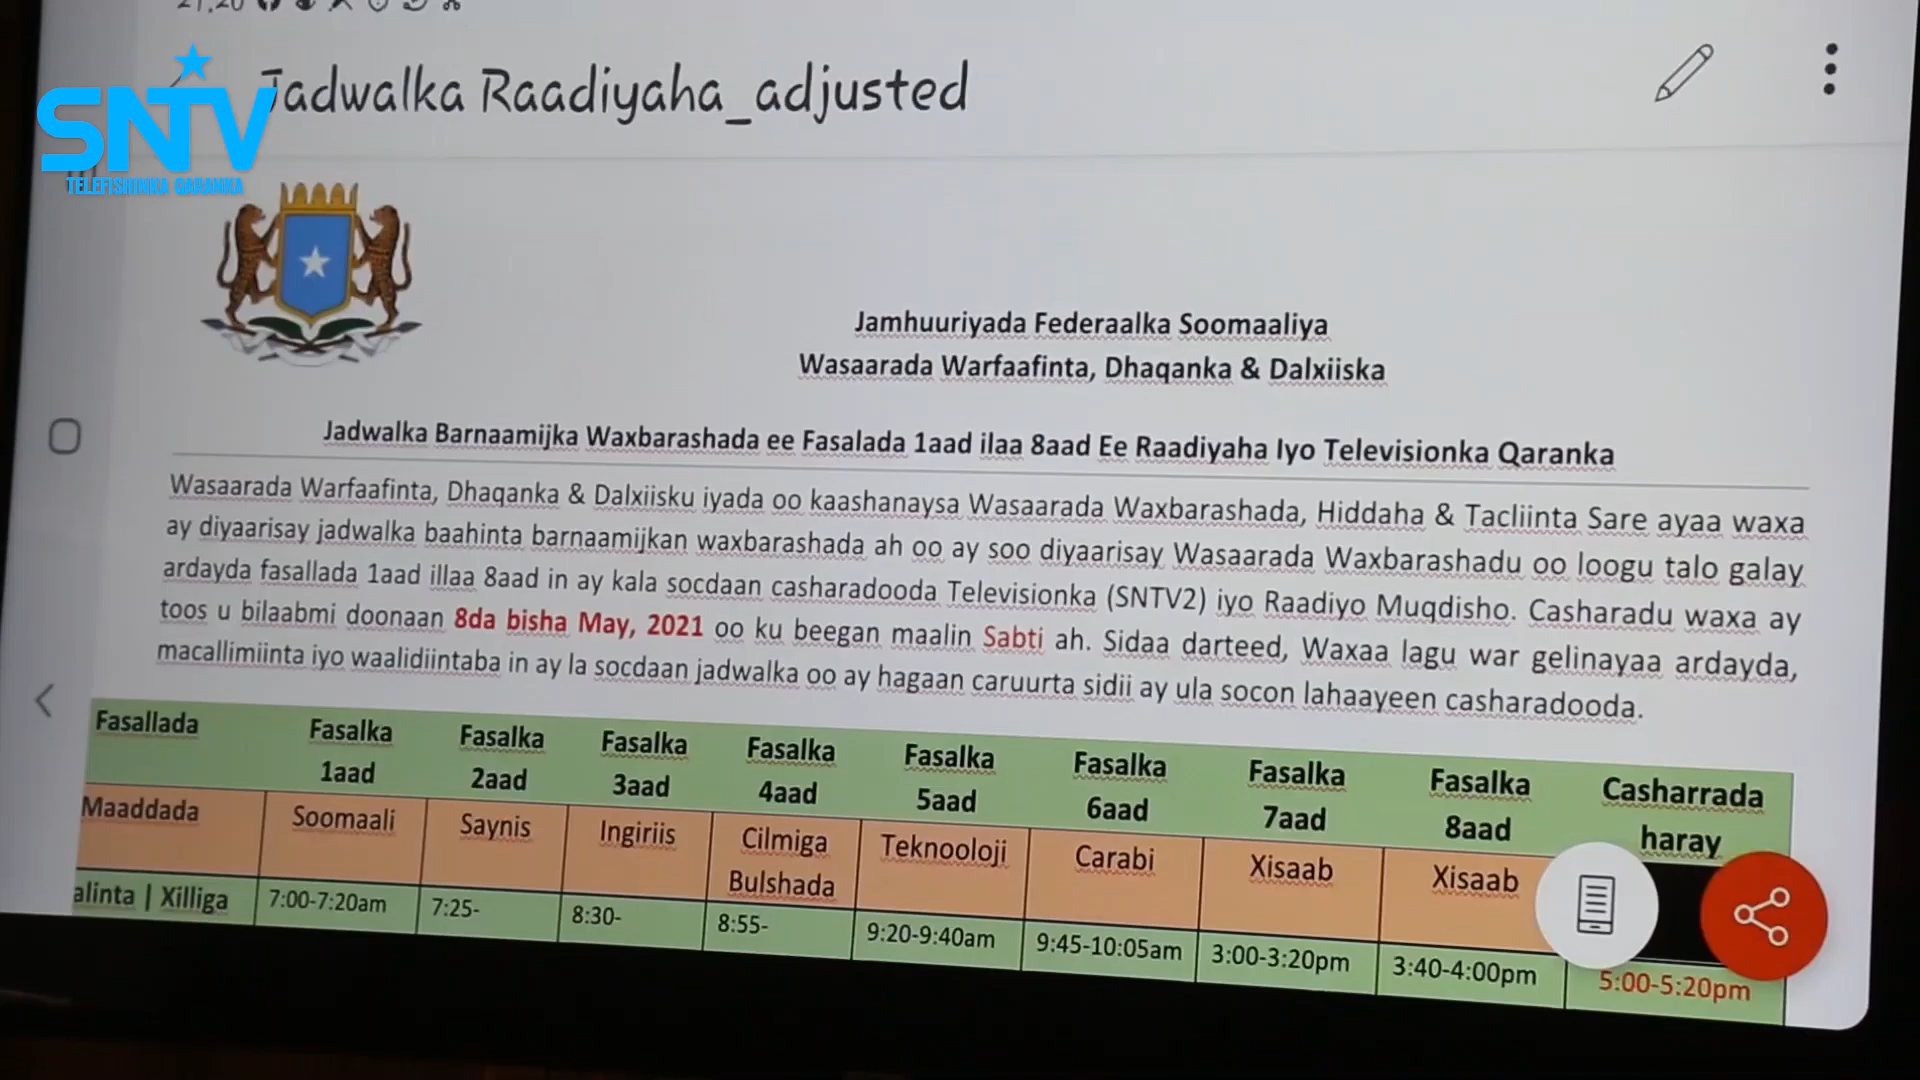 SNTV
TELEFISHINKA QARANKA
Jadwalka Raadiyaha_adjusted
Jamhuuriyada Federaalka Soomaaliya
Wasaarada Warfaafinta, Dhaqanka & Dalxiiska
Jadwalka Barnaamijka Waxbarashada ee Fasalada 1aad ilaa 8aad Ee Raadiyaha Iyo Televisionka Qaranka
Wasaarada Warfaafinta, Dhaqanka & Dalxiisku iyada oo kaashanaysa Wasaarada Waxbarashada, Hiddaha & Tacliinta Sare ayaa waxa
ay diyaarisay jadwalka baahinta barnaamijkan waxbarashada ah oo ay soo diyaarisay Wasaarada Waxbarashadu oo loogu talo galay
ardayda fasallada 1aad illaa 8aad in ay kala socdaan casharadooda Televisionka (SNTV2) iyo Raadiyo Muqdisho. Casharadu waxa ay
toos u bilaabmi doonaan 8da bisha May, 2021 oo ku beegan maalin Sabti ah. Sidaa darteed, Waxaa lagu war gelinayaa ardayda,
macallimiinta iyo waalidiintaba in ay la socdaan jadwalka oo ay hagaan caruurta sidii ay ula socon lahaayeen casharadooda.
Fasallada Fasalka 1aad Fasalka 2aad Fasalka 3aad Fasalka 4aad Fasalka 5aad Fasalka 6aad Fasalka 7aad Fasalka 8aad Casharrada haray
Maaddada Soomaali Saynis Ingiriis Cilmiga Bulshada Teknooloji Carabi Xisaab Xisaab
alinta | Xilliga 7:00-7:20am 7:25- 8:30- 8:55- 9:20-9:40am 9:45-10:05am 3:00-3:20pm 3:40-4:00pm 5:00-5:20pm